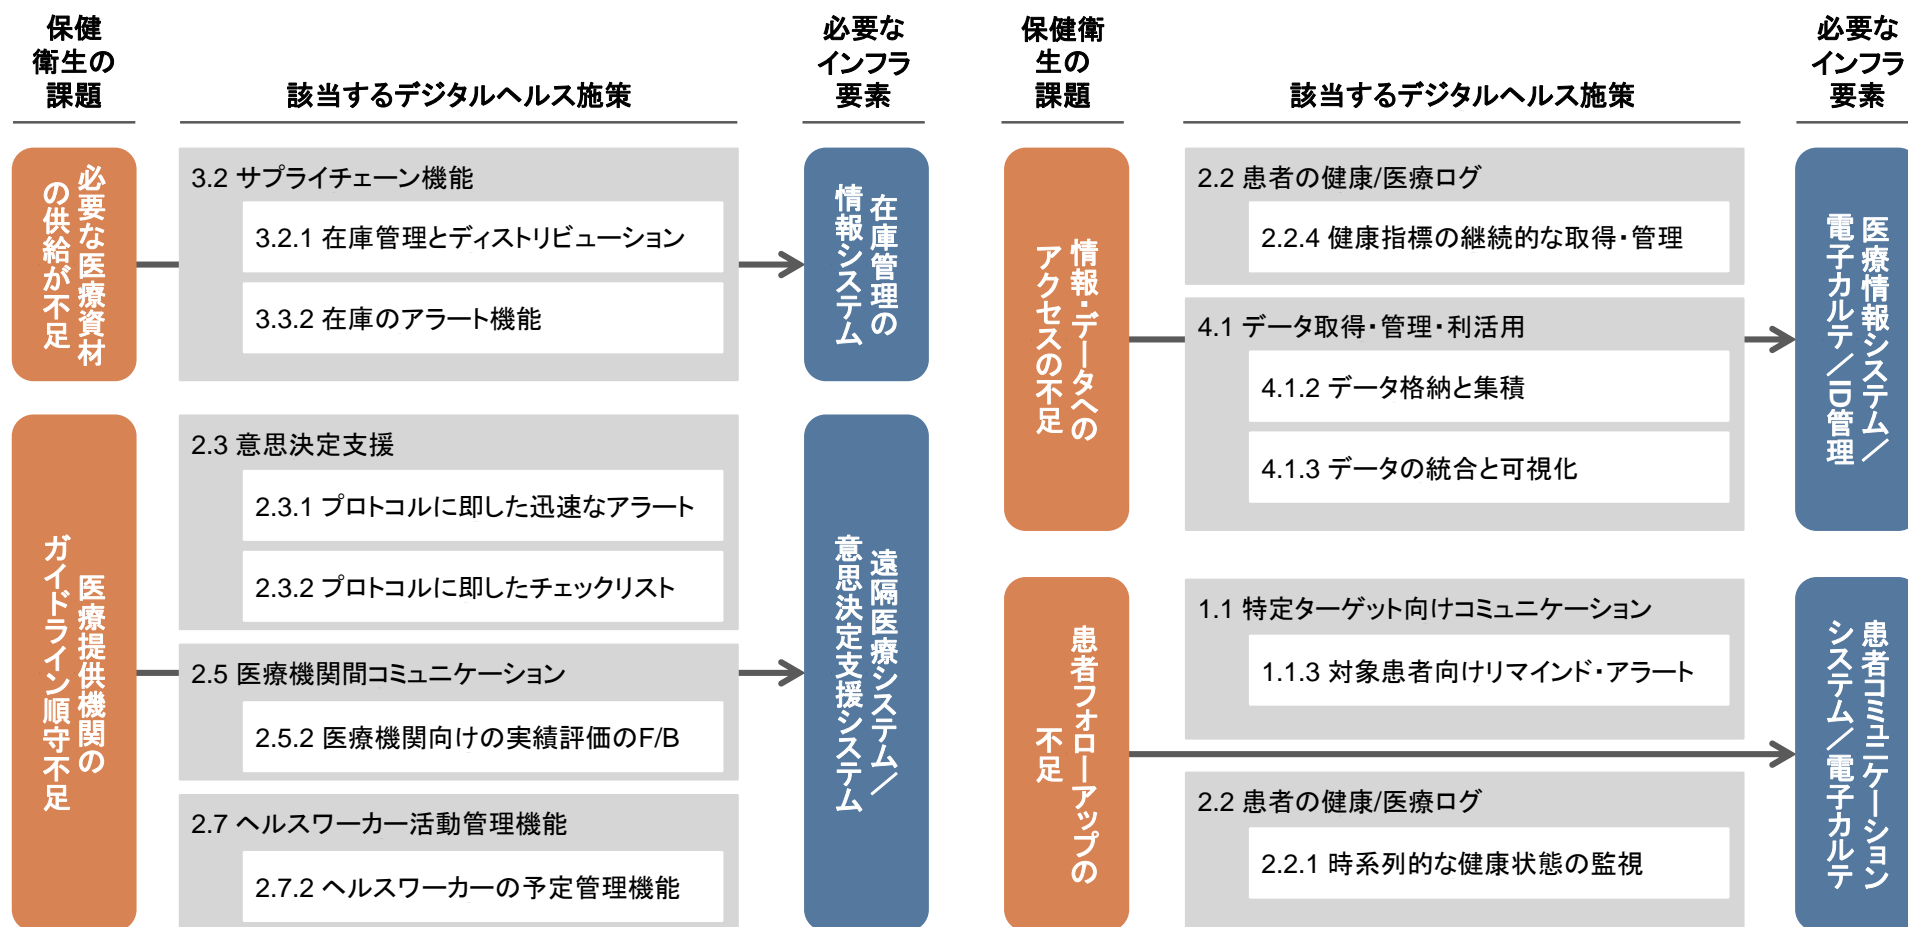 保健
衛生の
課題
該当するデジタルヘルス施策
必要な
インフラ
要素
必要な医療資材
の供給が不足
3.2 サプライチェーン機能
3.2.1 在庫管理とディストリビューション
3.3.2 在庫のアラート機能
在庫管理の
情報システム
医療提供機関の
ガイドライン順守不足
2.3 意思決定支援
2.3.1 プロトコルに即した迅速なアラート
2.3.2 プロトコルに即したチェックリスト
2.5 医療機関間コミュニケーション
2.5.2 医療機関向けの実績評価のF/B
2.7 ヘルスワーカー活動管理機能
2.7.2 ヘルスワーカーの予定管理機能
遠隔医療システム/
意思決定支援システム
保健衛
生の
課題
該当するデジタルヘルス施策
必要な
インフラ
要素
情報・データへの
アクセスの不足
2.2 患者の健康/医療ログ
2.2.4 健康指標の継続的な取得・管理
4.1 データ取得・管理・利活用
4.1.2 データ格納と集積
4.1.3 データの統合と可視化
医療情報システム/
電子カルテ/ID管理
患者フォローアップの
不足
1.1 特定ターゲット向けコミュニケーション
1.1.3 対象患者向けリマインド・アラート
2.2 患者の健康/医療ログ
2.2.1 時系列的な健康状態の監視
患者コミュニケーション
システム/電子カルテ